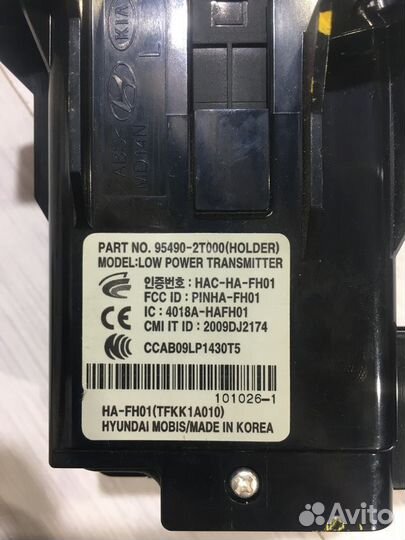 KIA
>ABS<
MD14N
L
PART NO. 95490-2T000(HOLDER)
MODEL:LOW POWER TRANSMITTER
인증번호 : HAC-HA-FH01
FCC ID : PINHA-FH01
IC : 4018A-HAFH01
CMI IT ID : 2009DJ2174
CCAB09LP1430T5
101026-1
HA-FH01(TFKK1A010)
HYUNDAI MOBIS/MADE IN KOREA
Avito